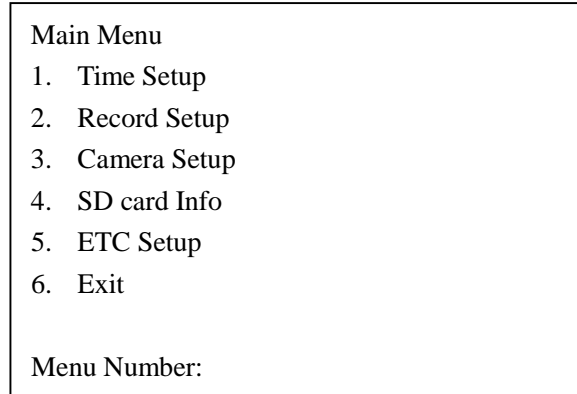 Main Menu
1. Time Setup
2. Record Setup
3. Camera Setup
4. SD card Info
5. ETC Setup
6. Exit
Menu Number: